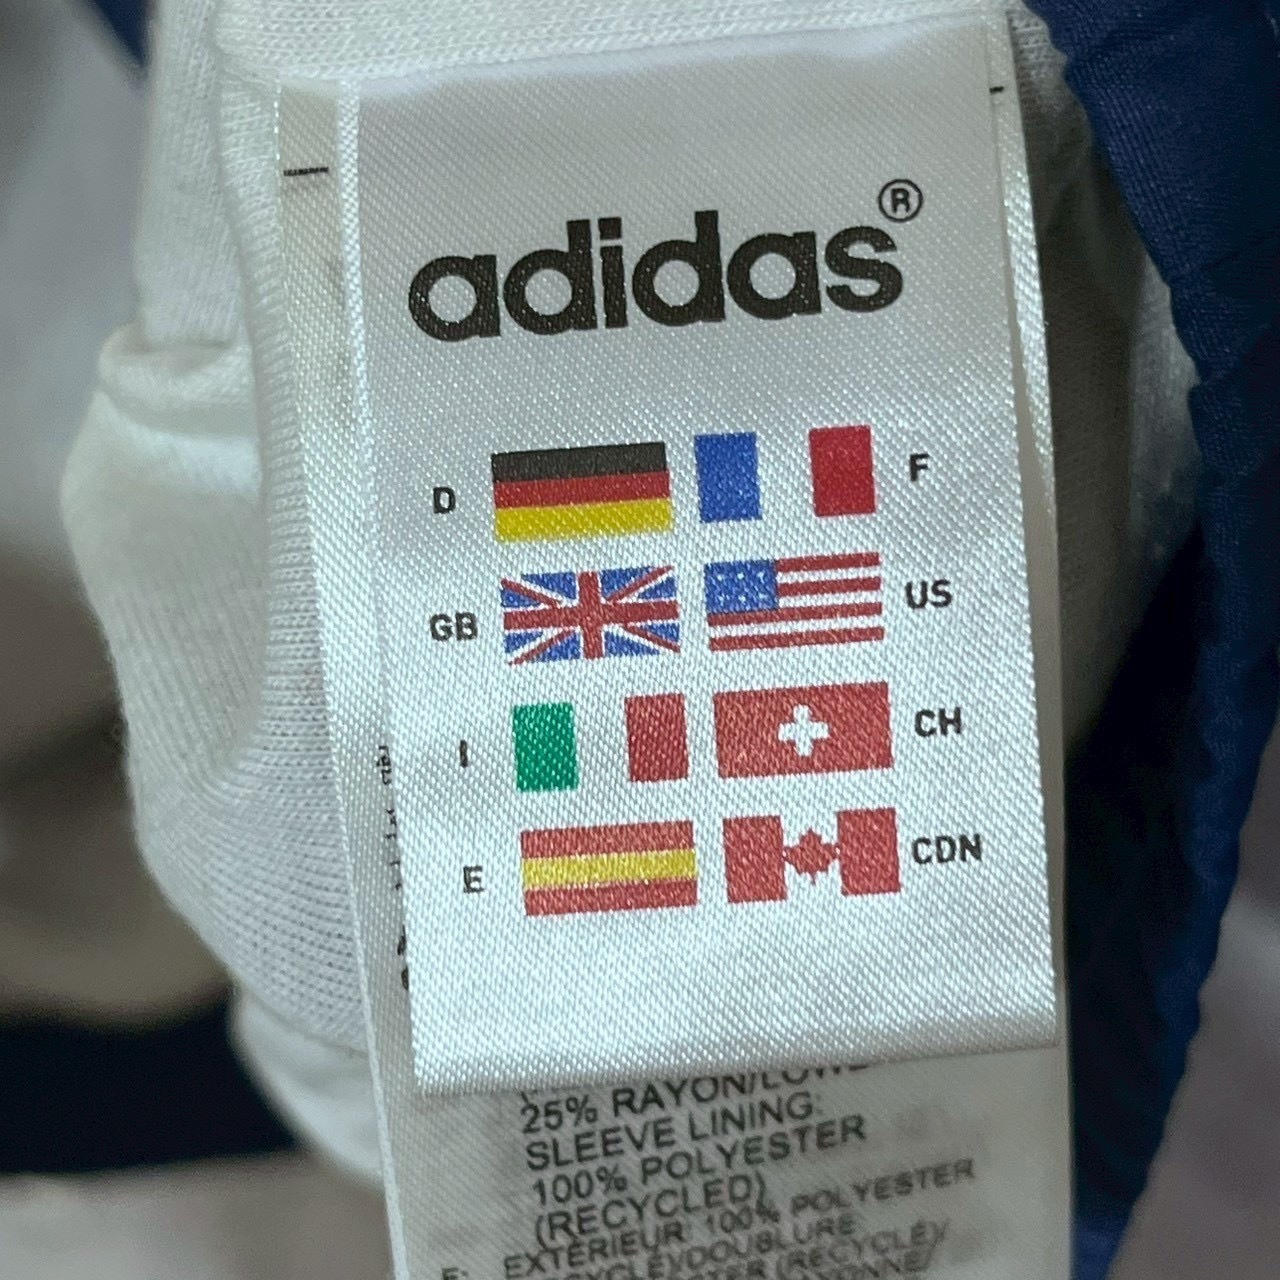 adidas®
D F
GB US
I CH
E CDN
25% RAYON/LOWE
SLEEVE LINING:
100% POLYESTER
(RECYCLED)
EXTÉRIEUR: 100% POLYESTER